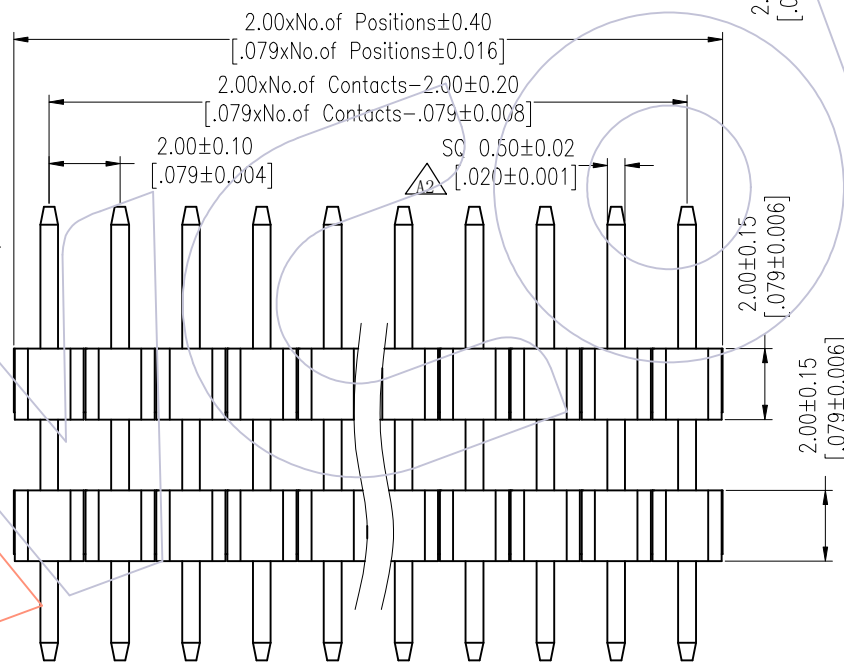 2.00xNo.of Positions±0.40
[.079xNo.of Positions±0.016]
2.00xNo.of Contacts-2.00±0.20
[.079xNo.of Contacts-.079±0.008]
2.00±0.10
[.079±0.004]
SQ 0.50±0.02
[.020±0.001]
A2
2.00±0.15
[.079±0.006]
2.00±0.15
[.079±0.006]